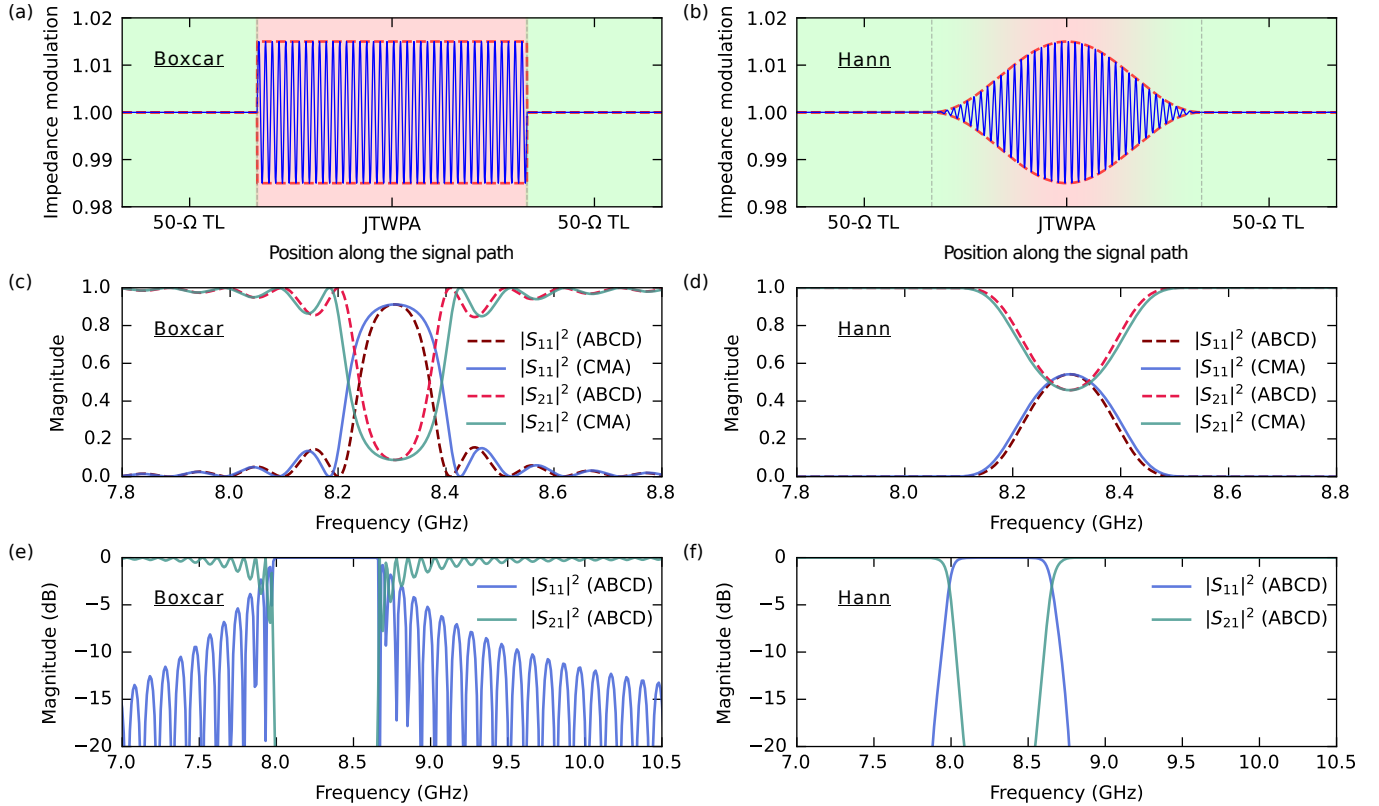 (a)
Impedance modulation
1.02
1.01
1.00
0.99
0.98
Boxcar
50-Ω TL
JTWPA
50-Ω TL
Position along the signal path
(b)
Impedance modulation
1.02
1.01
1.00
0.99
0.98
Hann
50-Ω TL
JTWPA
50-Ω TL
Position along the signal path
(c)
Magnitude
1.0
0.8
0.6
0.4
0.2
0.0
Boxcar
|S₁₁|² (ABCD)
|S₁₁|² (CMA)
|S₂₁|² (ABCD)
|S₂₁|² (CMA)
7.8 8.0 8.2 8.4 8.6 8.8
Frequency (GHz)
(d)
Magnitude
1.0
0.8
0.6
0.4
0.2
0.0
Hann
|S₁₁|² (ABCD)
|S₁₁|² (CMA)
|S₂₁|² (ABCD)
|S₂₁|² (CMA)
7.8 8.0 8.2 8.4 8.6 8.8
Frequency (GHz)
(e)
Magnitude (dB)
0
−5
−10
−15
−20
Boxcar
|S₁₁|² (ABCD)
|S₂₁|² (ABCD)
7.0 7.5 8.0 8.5 9.0 9.5 10.0 10.5
Frequency (GHz)
(f)
Magnitude (dB)
0
−5
−10
−15
−20
Hann
|S₁₁|² (ABCD)
|S₂₁|² (ABCD)
7.0 7.5 8.0 8.5 9.0 9.5 10.0 10.5
Frequency (GHz)